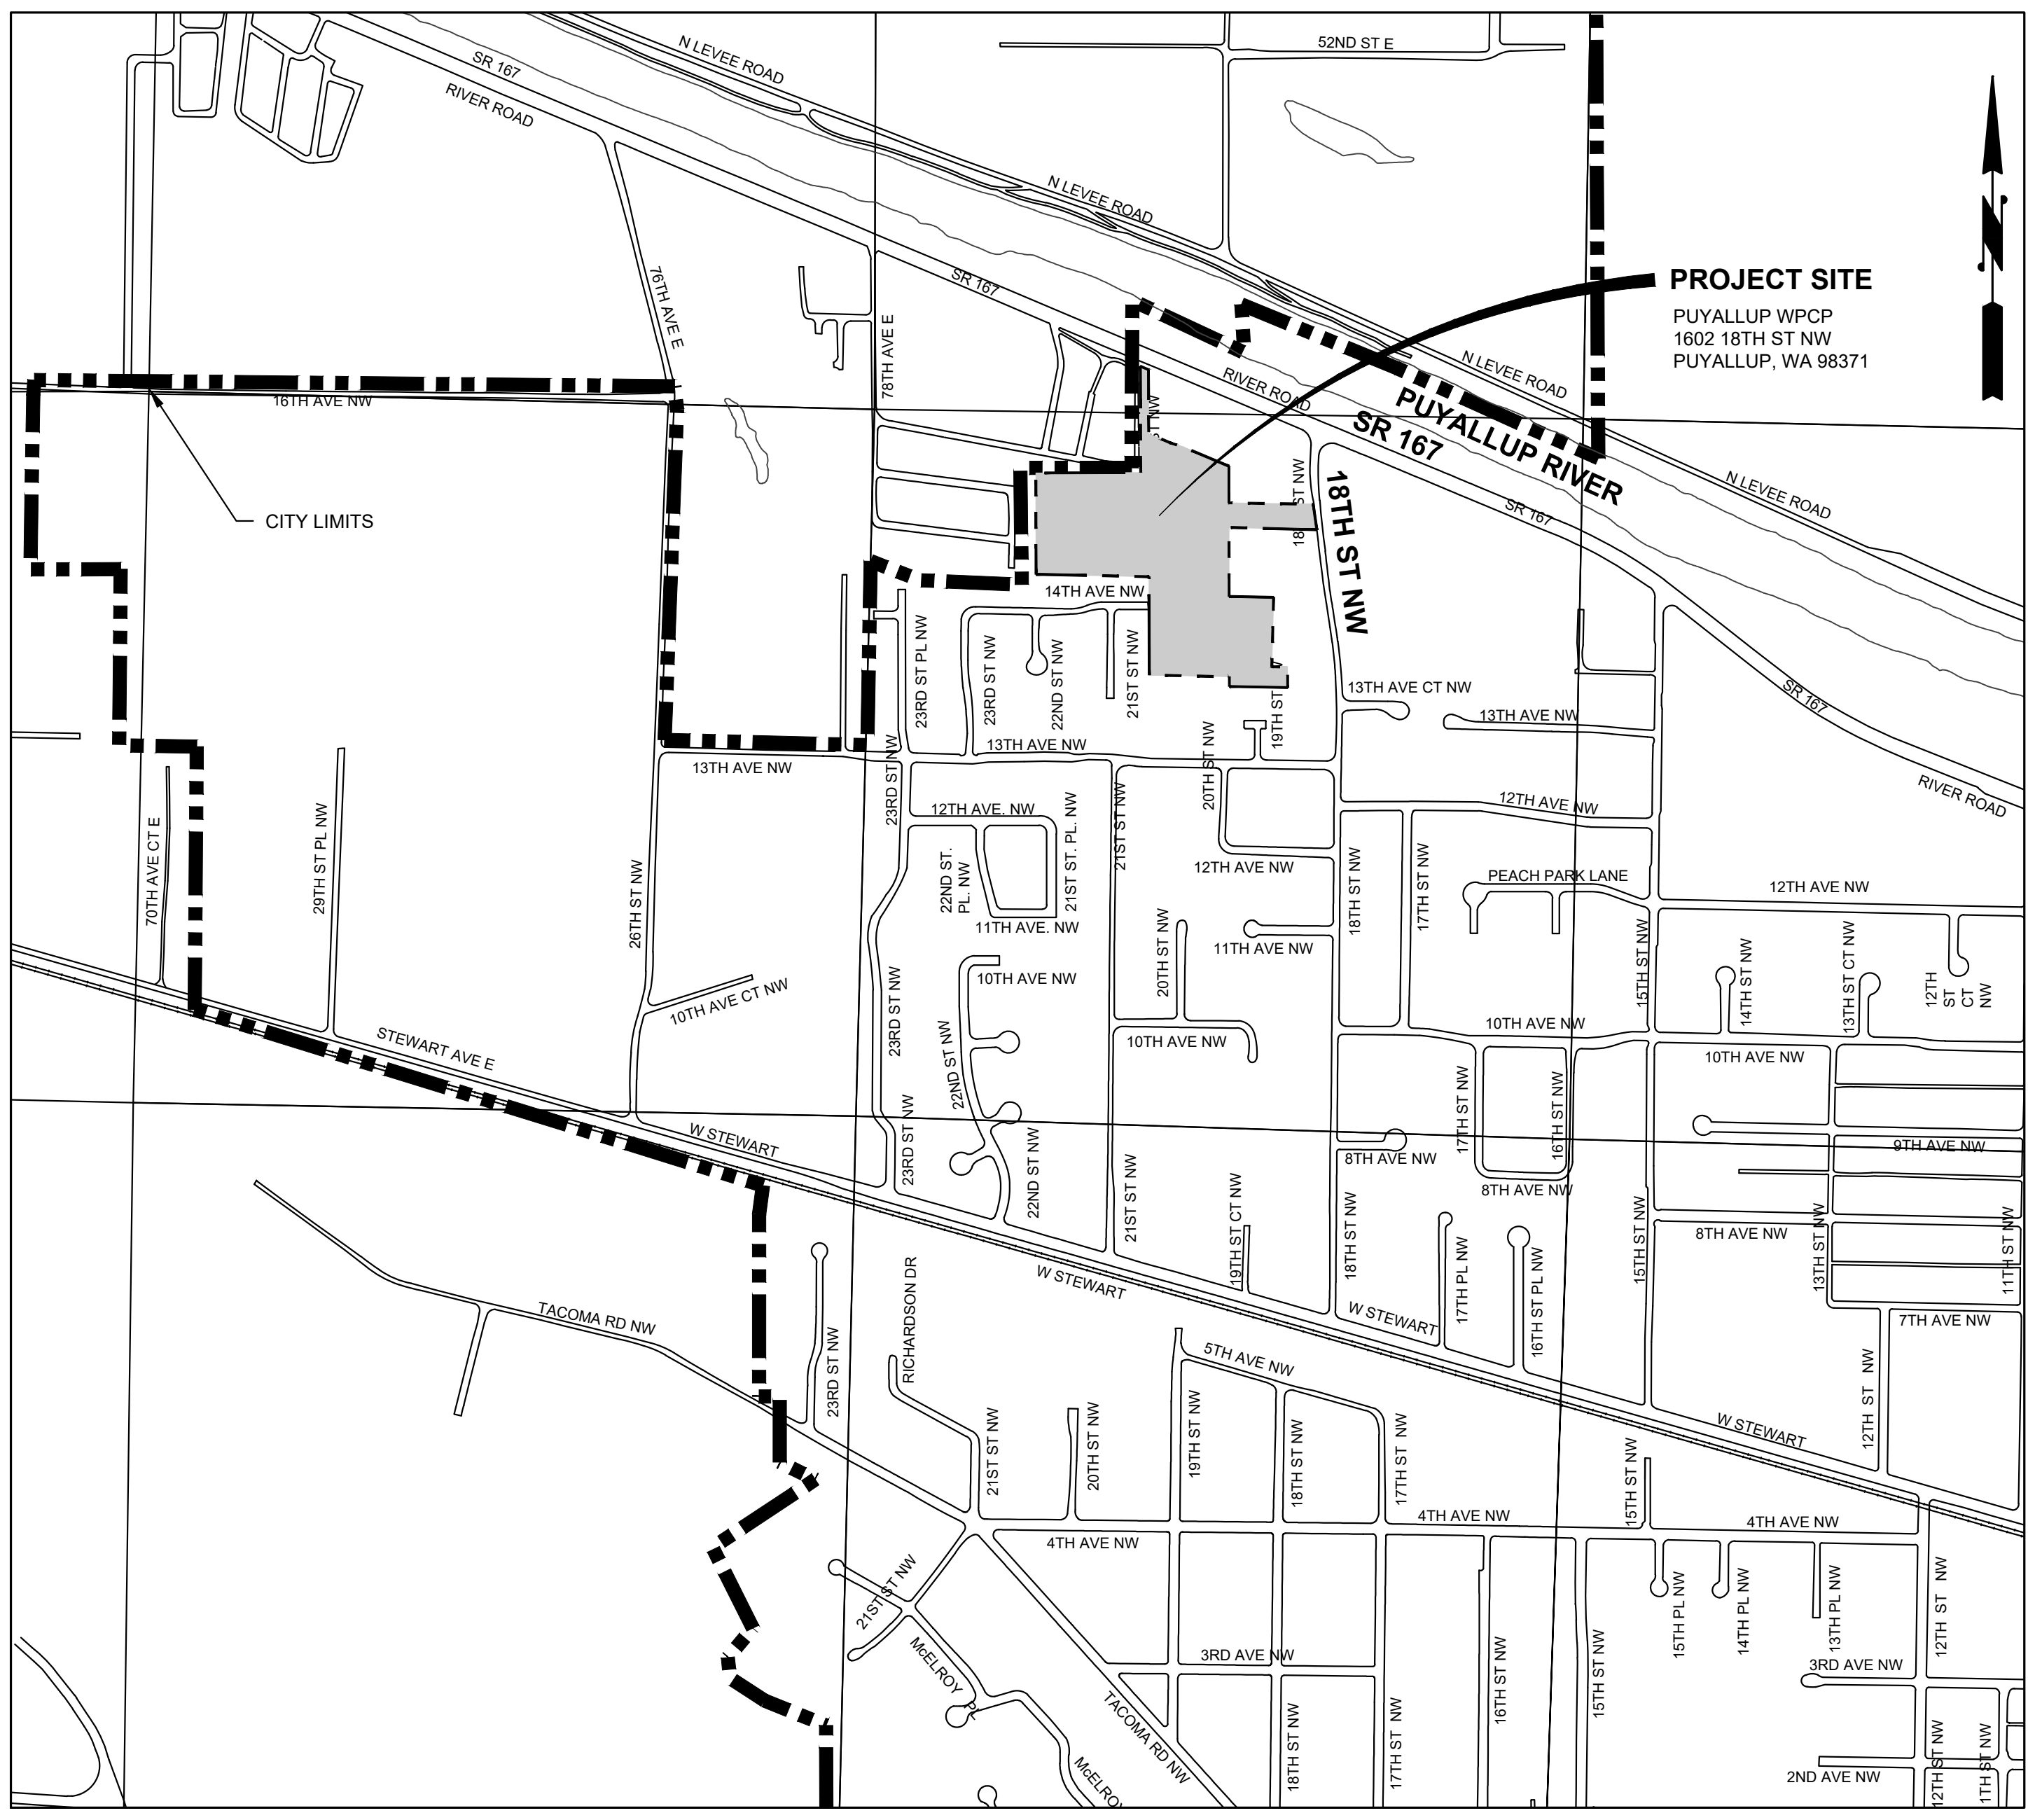 52ND ST E
N LEVEE ROAD
SR 167
RIVER ROAD
N LEVEE ROAD
76TH AVE E
SR 167
78TH AVE E
PROJECT SITE
PUYALLUP WPCP
1602 18TH ST NW
PUYALLUP, WA 98371
N LEVEE ROAD
RIVER ROAD
PUYALLUP RIVER
SR 167
16TH AVE NW
ST NW
CITY LIMITS
18TH ST NW
N LEVEE ROAD
SR 167
14TH AVE NW
23RD ST PL NW
23RD ST NW
22ND ST NW
21ST ST NW
19TH ST
13TH AVE CT NW
13TH AVE NW
SR 167
RIVER ROAD
13TH AVE NW
13TH AVE NW
23RD ST NW
20TH ST NW
12TH AVE NW
12TH AVE. NW
22ND ST.
PL. NW
21ST ST. PL. NW
21ST ST NW
11TH AVE. NW
12TH AVE NW
18TH ST NW
17TH ST NW
PEACH PARK LANE
12TH AVE NW
70TH AVE CT E
29TH ST PL NW
26TH ST NW
10TH AVE CT NW
23RD ST NW
10TH AVE NW
20TH ST NW
11TH AVE NW
15TH ST NW
14TH ST NW
13TH ST CT NW
12TH
ST
CT
NW
10TH AVE NW
10TH AVE NW
10TH AVE NW
STEWART AVE E
22ND ST NW
W STEWART
23RD ST NW
22ND ST NW
21ST ST NW
17TH ST NW
16TH ST NW
8TH AVE NW
8TH AVE NW
9TH AVE NW
8TH AVE NW
19TH ST CT NW
18TH ST NW
17TH PL NW
16TH ST PL NW
15TH ST NW
13TH ST NW
11TH ST NW
7TH AVE NW
W STEWART
W STEWART
TACOMA RD NW
23RD ST NW
RICHARDSON DR
5TH AVE NW
12TH ST NW
W STEWART
21ST ST NW
20TH ST NW
19TH ST NW
18TH ST NW
17TH ST NW
15TH ST NW
4TH AVE NW
4TH AVE NW
4TH AVE NW
21ST ST NW
15TH PL NW
14TH PL NW
13TH PL NW
12TH ST NW
McELROY PL
3RD AVE NW
3RD AVE NW
TACOMA RD NW
18TH ST NW
17TH ST NW
16TH ST NW
15TH ST NW
2ND AVE NW
12TH ST NW
1TH ST NW
McELROY